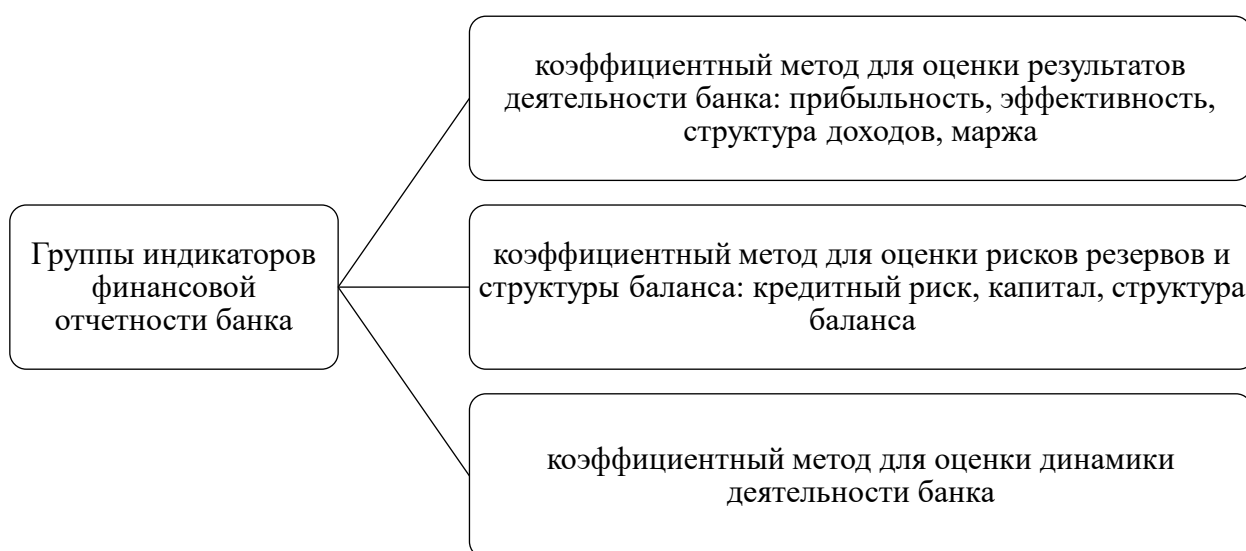 коэффициентный метод для оценки результатов
деятельности банка: прибыльность, эффективность,
структура доходов, маржа
Группы индикаторов
финансовой
отчетности банка
коэффициентный метод для оценки рисков резервов и
структуры баланса: кредитный риск, капитал, структура
баланса
коэффициентный метод для оценки динамики
деятельности банка